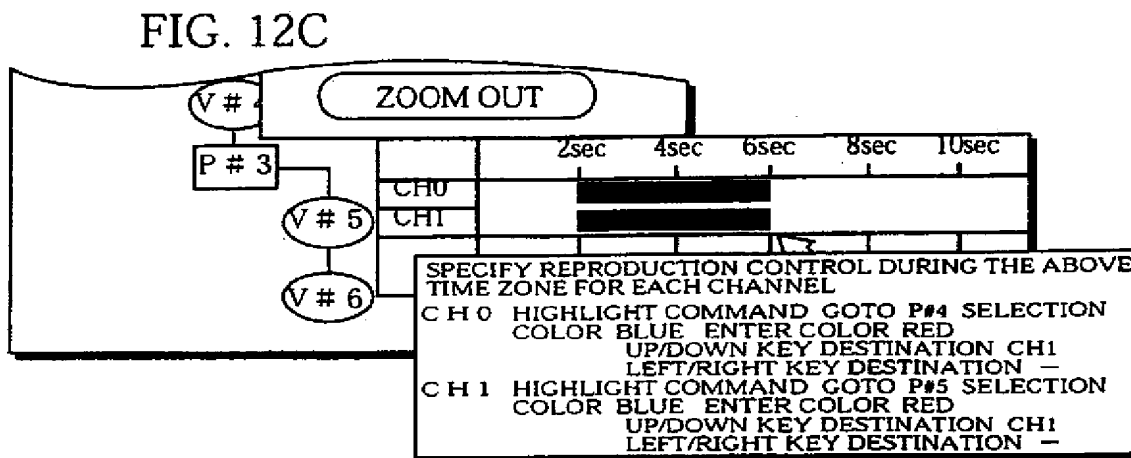 FIG. 12C
ZOOM OUT
V # 4
P # 3
2sec 4sec 6sec 8sec 10sec
CH0
V # 5
CH1
V # 6
SPECIFY REPRODUCTION CONTROL DURING THE ABOVE
TIME ZONE FOR EACH CHANNEL
CH0 HIGHLIGHT COMMAND GOTO P#4 SELECTION
COLOR BLUE ENTER COLOR RED
UP/DOWN KEY DESTINATION CH1
LEFT/RIGHT KEY DESTINATION —
CH1 HIGHLIGHT COMMAND GOTO P#5 SELECTION
COLOR BLUE ENTER COLOR RED
UP/DOWN KEY DESTINATION CH1
LEFT/RIGHT KEY DESTINATION —